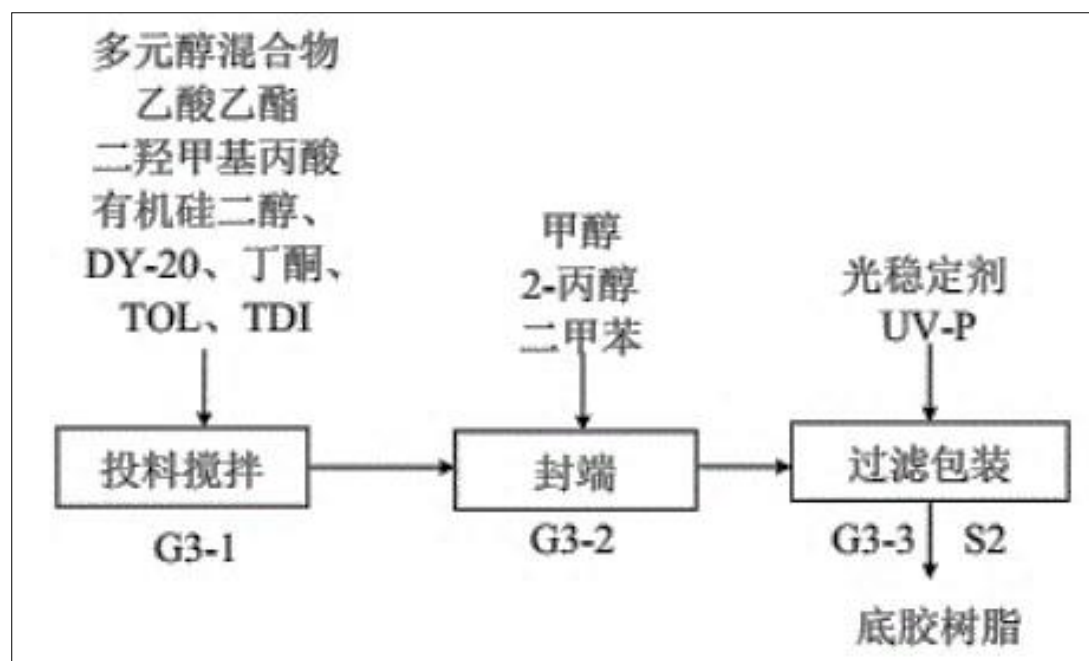 多元醇混合物
乙酸乙酯
二羟甲基丙酸
有机硅二醇、
DY-20、丁酮、
TOL、TDI
甲醇
2-丙醇
二甲苯
光稳定剂
UV-P
投料搅拌
封端
过滤包装
G3-1
G3-2
G3-3
S2
底胶树脂